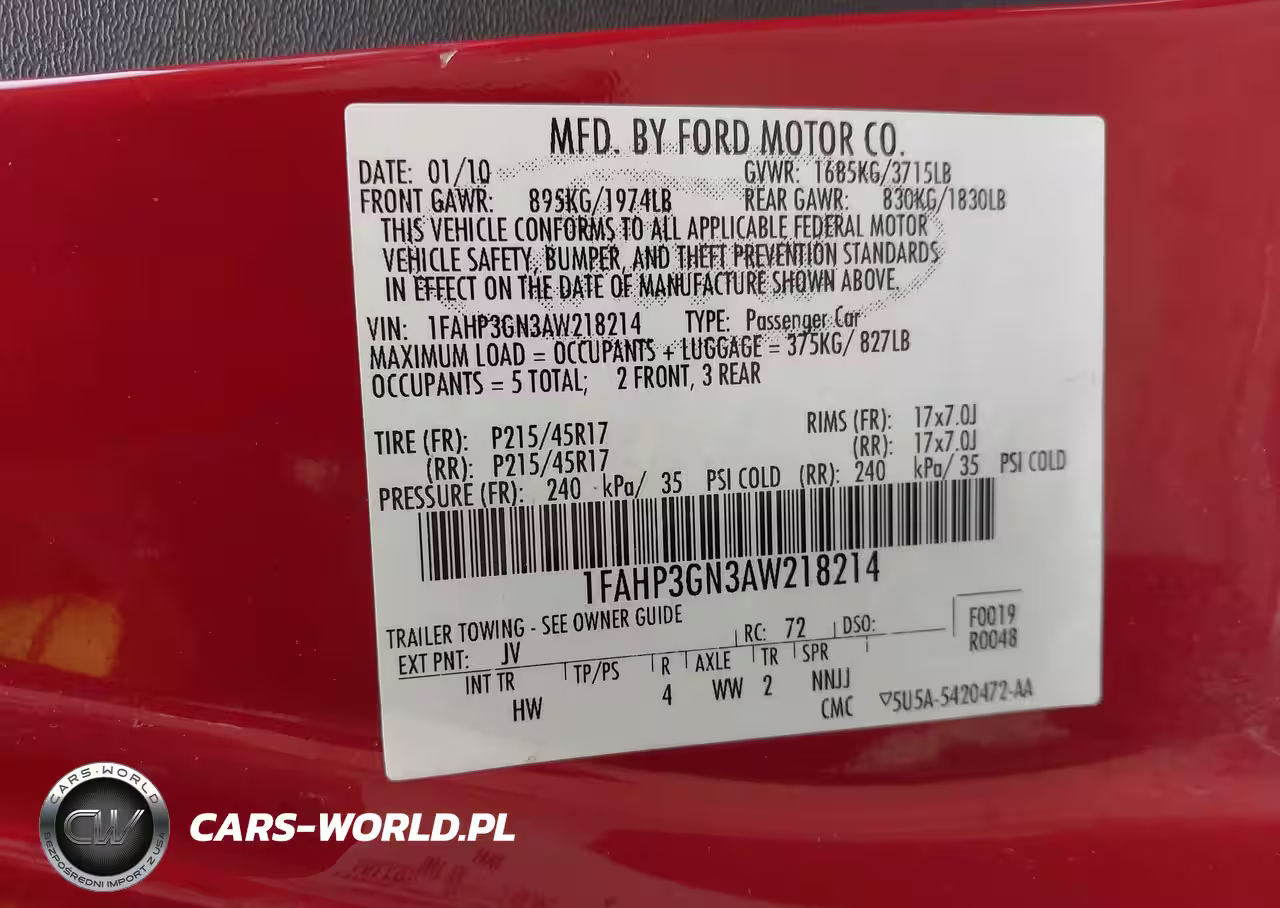 MFD. BY FORD MOTOR CO.
DATE: 01/10 GVWR: 1685KG/3715LB
FRONT GAWR: 895KG/1974LB REAR GAWR: 830KG/1830LB
THIS VEHICLE CONFORMS TO ALL APPLICABLE FEDERAL MOTOR
VEHICLE SAFETY, BUMPER, AND THEFT PREVENTION STANDARDS
IN EFFECT ON THE DATE OF MANUFACTURE SHOWN ABOVE.
VIN: 1FAHP3GN3AW218214 TYPE: Passenger Car
MAXIMUM LOAD = OCCUPANTS + LUGGAGE = 375KG/ 827LB
OCCUPANTS = 5 TOTAL; 2 FRONT, 3 REAR
TIRE (FR): P215/45R17 RIMS (FR): 17x7.0J
(RR): P215/45R17 (RR): 17x7.0J
PRESSURE (FR): 240 kPa/ 35 PSI COLD (RR): 240 kPa/ 35 PSI COLD
1FAHP3GN3AW218214
TRAILER TOWING - SEE OWNER GUIDE
EXT PNT: JV RC: 72 DSO: F0019
R0048
INT TR TP/PS R AXLE TR SPR
HW 4 WW 2 NNJJ
CMC ▽5U5A-5420472-AA
CARS-WORLD
CW
BEZPOŚREDNI IMPORT Z USA
CARS-WORLD.PL